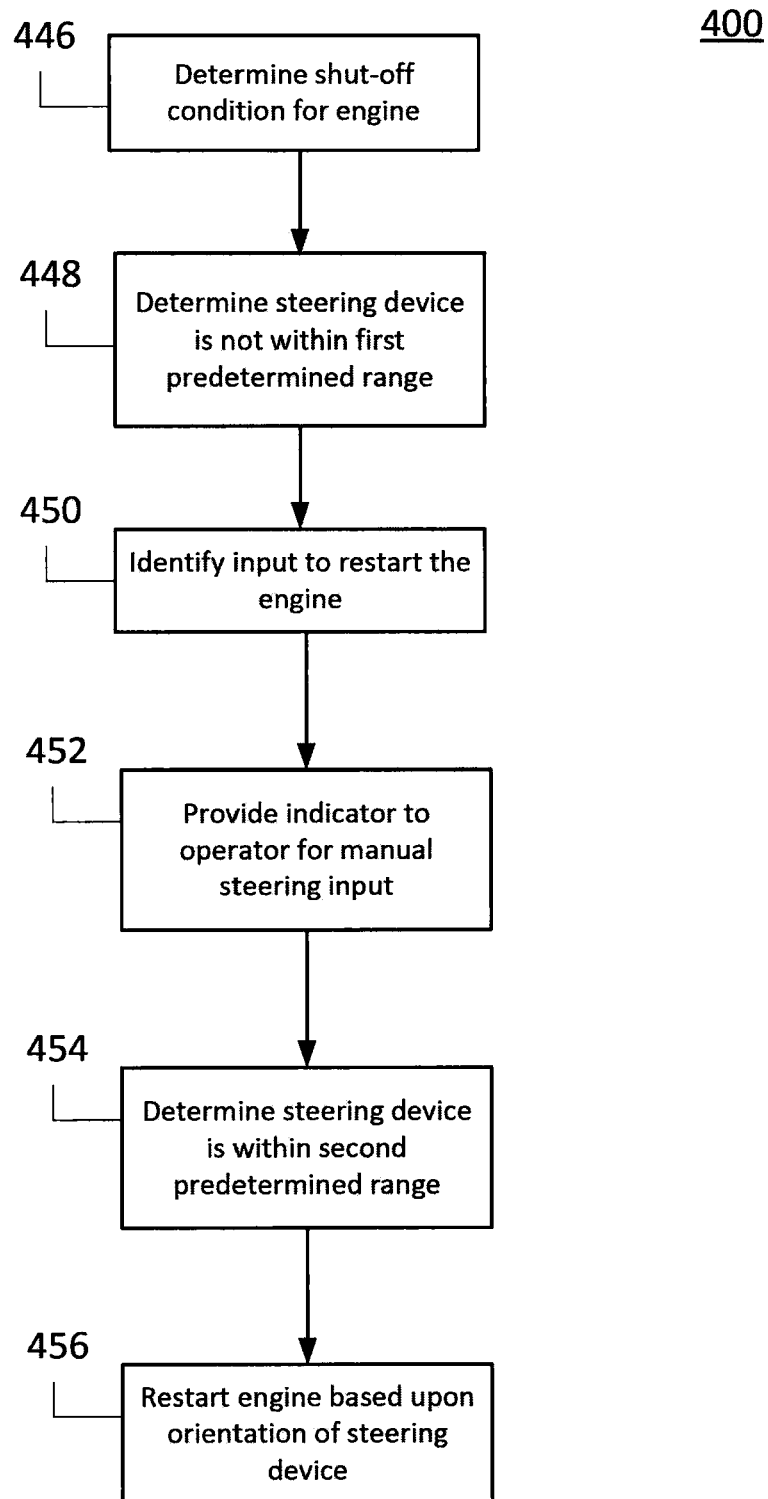 400
446
Determine shut-off
condition for engine
448
Determine steering device
is not within first
predetermined range
450
Identify input to restart the
engine
452
Provide indicator to
operator for manual
steering input
454
Determine steering device
is within second
predetermined range
456
Restart engine based upon
orientation of steering
device